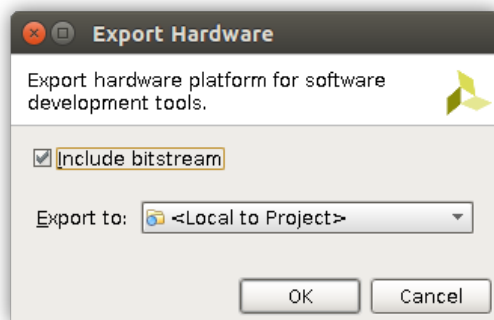 Export Hardware
Export hardware platform for software
development tools.
Include bitstream
Export to: <Local to Project>
OK Cancel